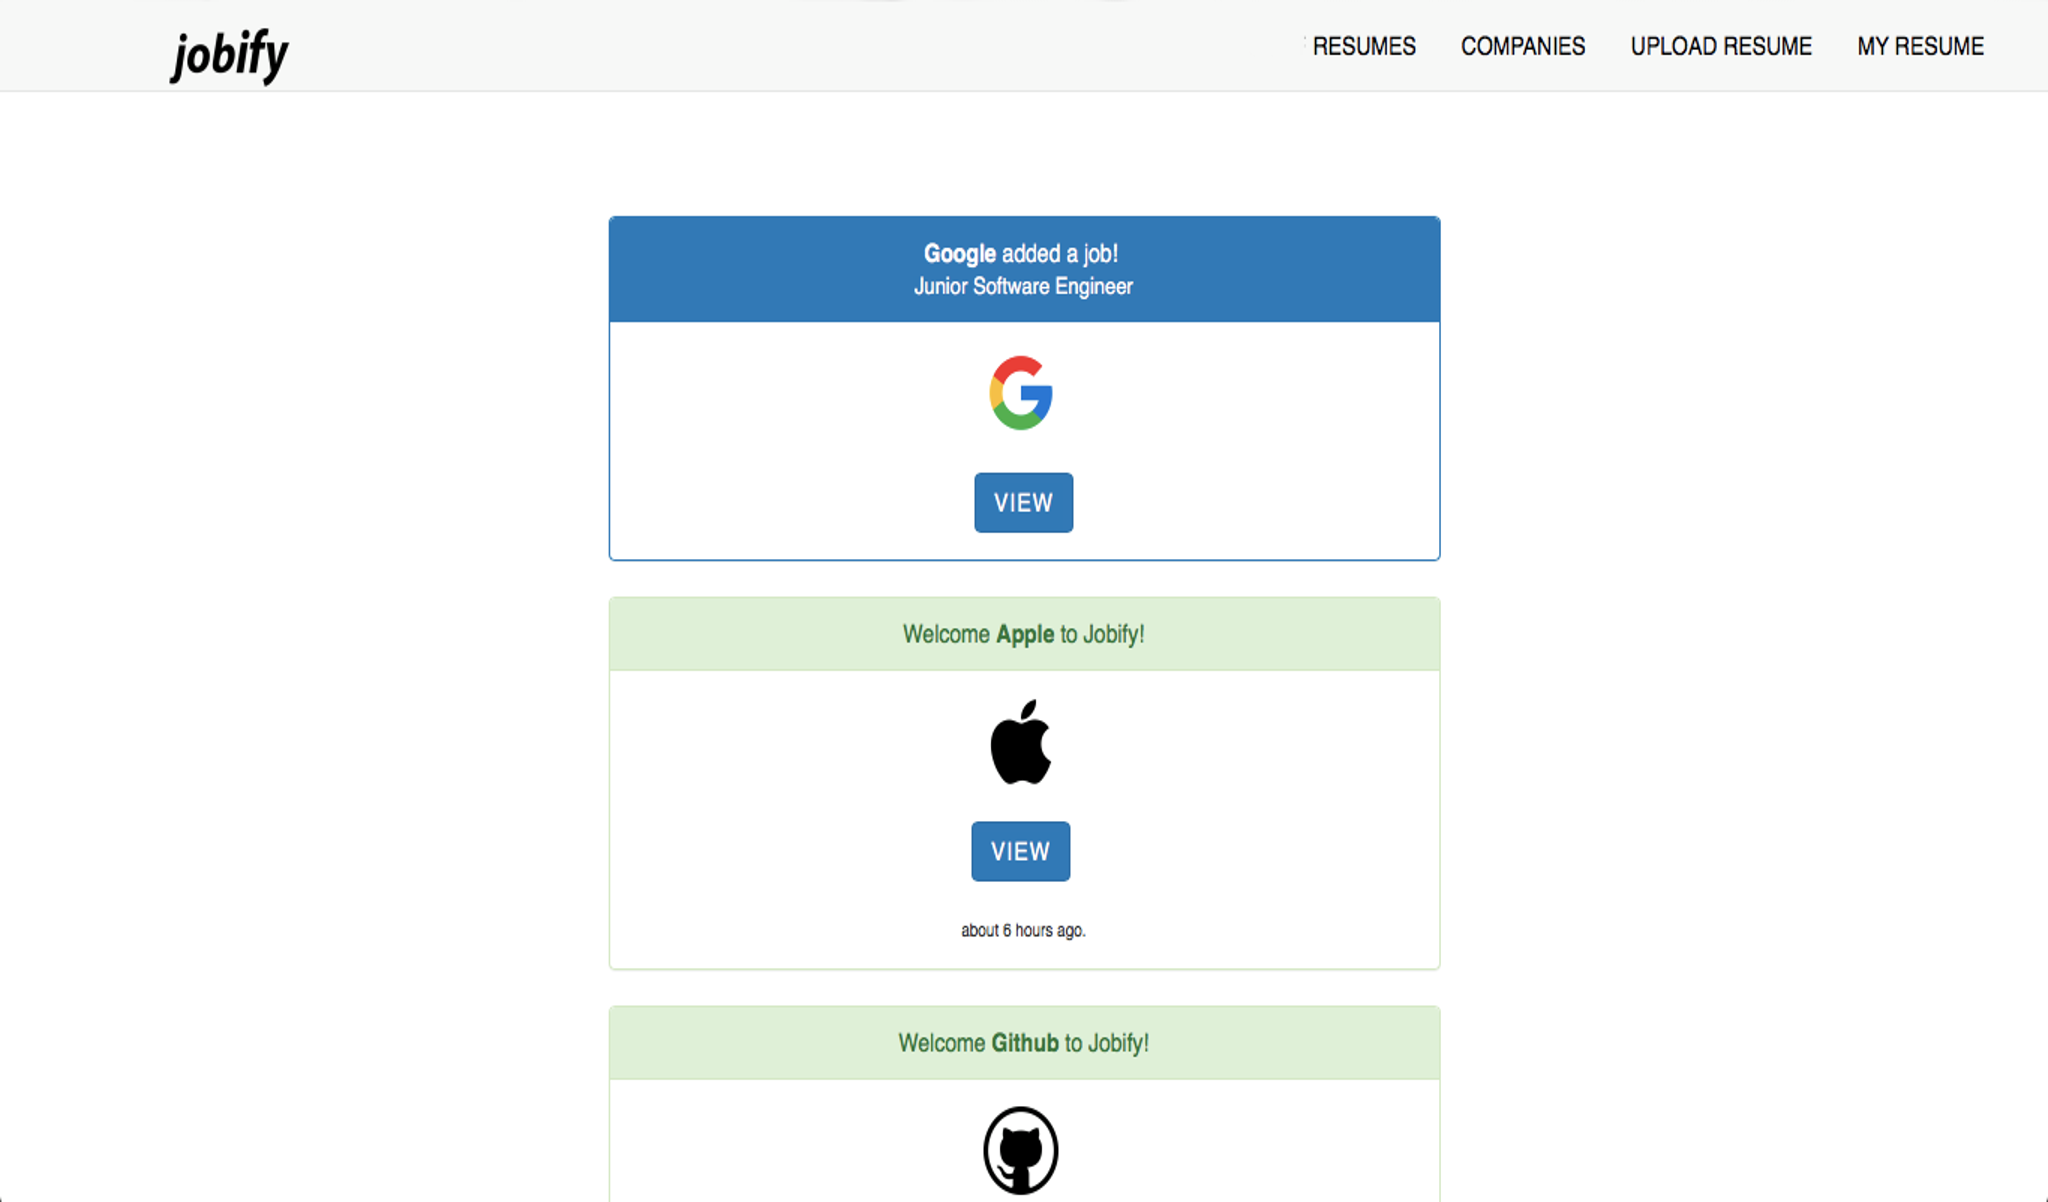 jobify
RESUMES COMPANIES UPLOAD RESUME MY RESUME
Google added a job!
Junior Software Engineer
VIEW
Welcome Apple to Jobify!
VIEW
about 6 hours ago.
Welcome Github to Jobify!